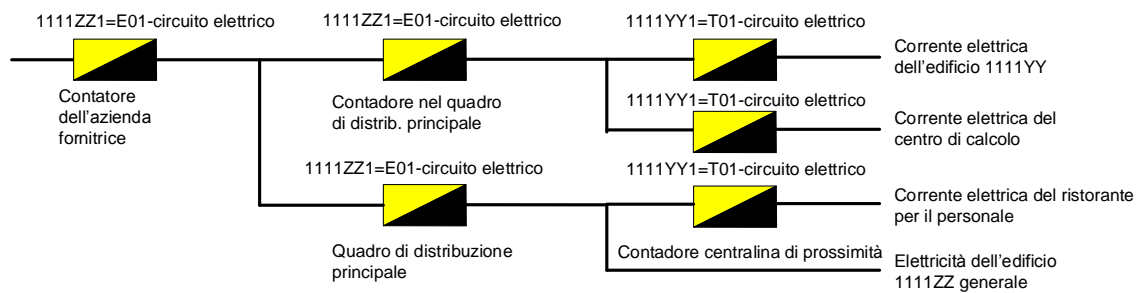 1111ZZ1=E01-circuito elettrico
1111ZZ1=E01-circuito elettrico
1111YY1=T01-circuito elettrico
Corrente elettrica
dell'edificio 1111YY
Contatore
dell'azienda
fornitrice
Contadore nel quadro
di distrib. principale
1111YY1=T01-circuito elettrico
Corrente elettrica del
centro di calcolo
1111ZZ1=E01-circuito elettrico
1111YY1=T01-circuito elettrico
Corrente elettrica del ristorante
per il personale
Quadro di distribuzione
principale
Contadore centralina di prossimità
Elettricità dell'edificio
1111ZZ generale